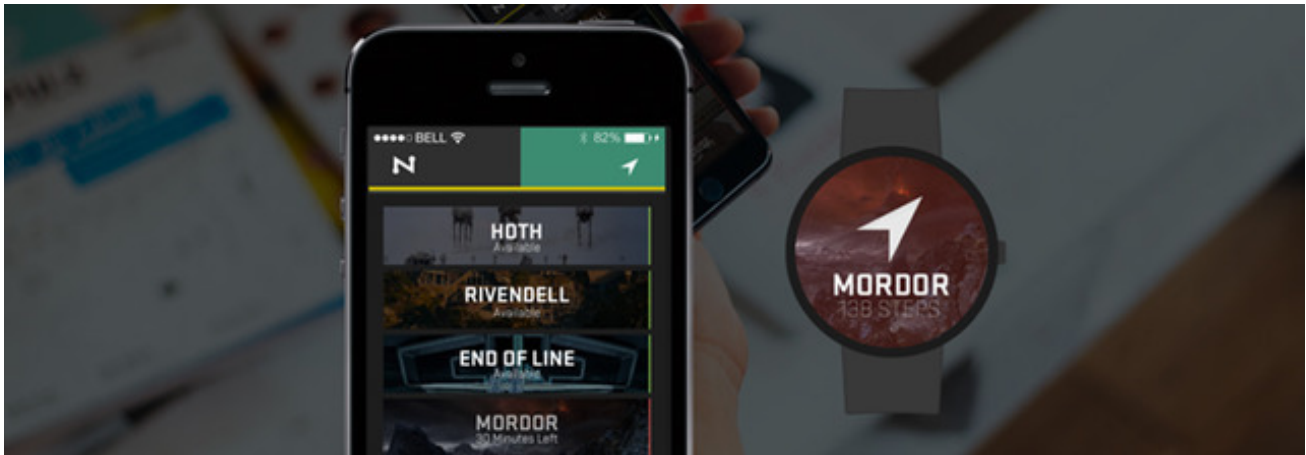 BELL 82%
HOTH
Available
RIVENDELL
Available
END OF LINE
Available
MORDOR
30 Minutes Left
MORDOR
138 STEPS